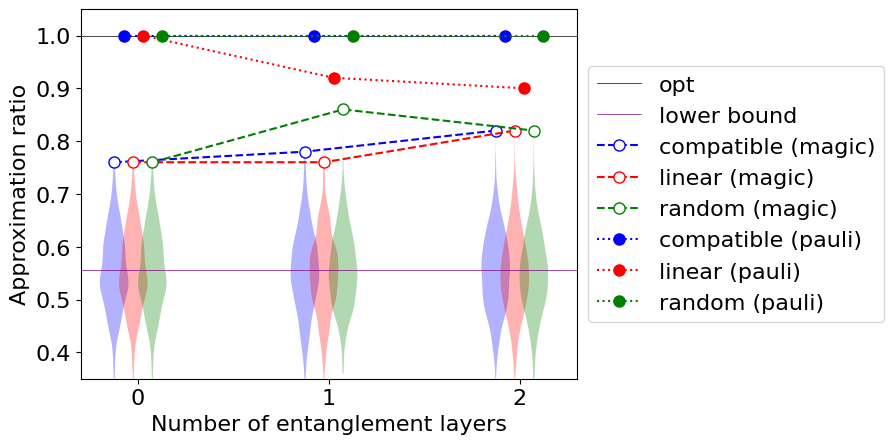 Approximation ratio
1.0
0.9
0.8
0.7
0.6
0.5
0.4
0
1
2
Number of entanglement layers
opt
lower bound
compatible (magic)
linear (magic)
random (magic)
compatible (pauli)
linear (pauli)
random (pauli)